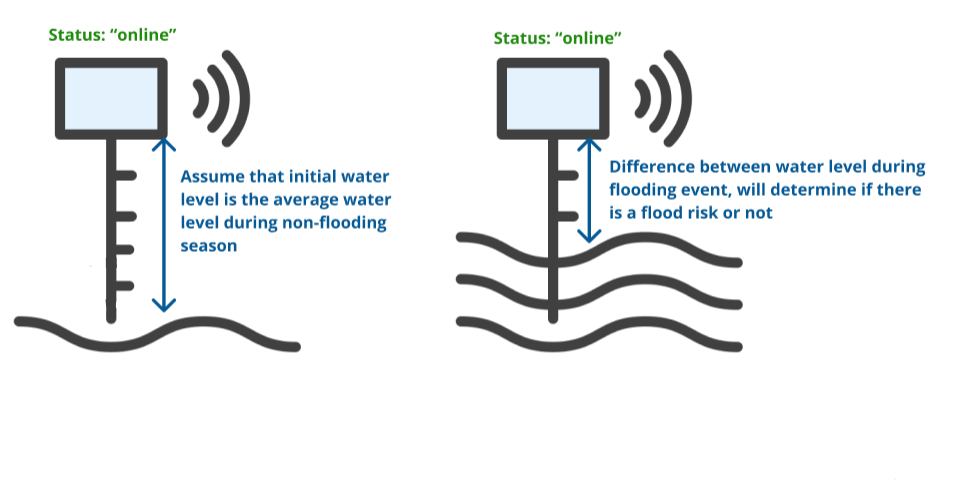 Status: “online”
Assume that initial water
level is the average water
level during non-flooding
season
Status: “online”
Difference between water level during
flooding event, will determine if there
is a flood risk or not